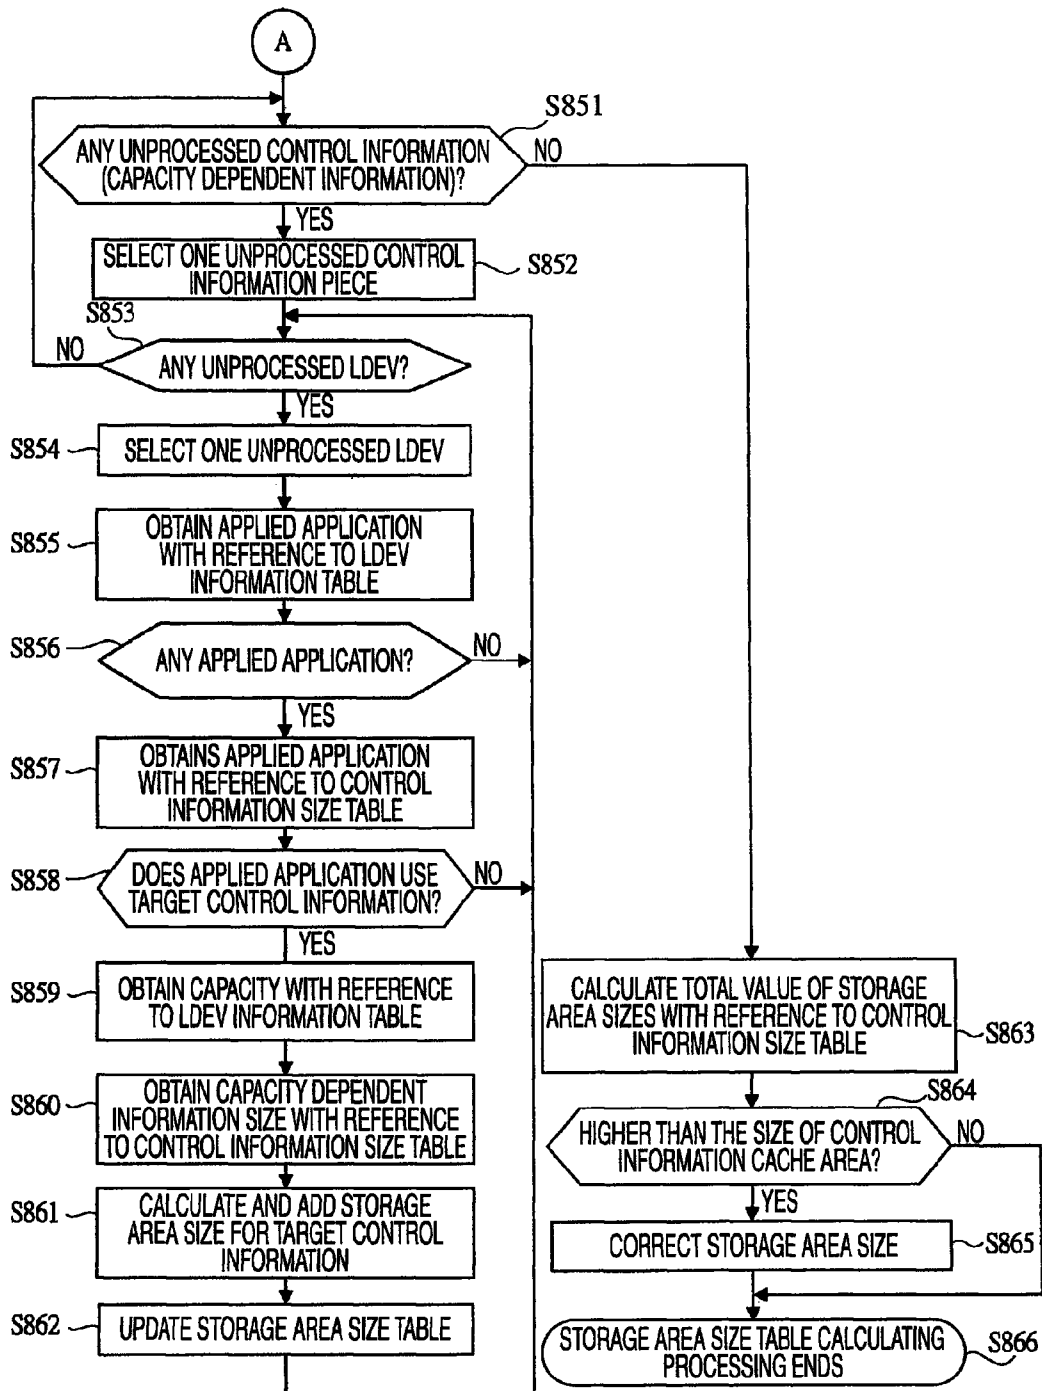 A
S851
ANY UNPROCESSED CONTROL INFORMATION
(CAPACITY DEPENDENT INFORMATION)?
NO
YES
SELECT ONE UNPROCESSED CONTROL
INFORMATION PIECE
S852
S853
NO
ANY UNPROCESSED LDEV?
YES
S854
SELECT ONE UNPROCESSED LDEV
S855
OBTAIN APPLIED APPLICATION
WITH REFERENCE TO LDEV
INFORMATION TABLE
S856
ANY APPLIED APPLICATION?
NO
YES
S857
OBTAINS APPLIED APPLICATION
WITH REFERENCE TO CONTROL
INFORMATION SIZE TABLE
S858
DOES APPLIED APPLICATION USE
TARGET CONTROL INFORMATION?
NO
YES
S859
OBTAIN CAPACITY WITH REFERENCE
TO LDEV INFORMATION TABLE
S860
OBTAIN CAPACITY DEPENDENT
INFORMATION SIZE WITH REFERENCE
TO CONTROL INFORMATION SIZE TABLE
S861
CALCULATE AND ADD STORAGE
AREA SIZE FOR TARGET CONTROL
INFORMATION
S862
UPDATE STORAGE AREA SIZE TABLE
CALCULATE TOTAL VALUE OF STORAGE
AREA SIZES WITH REFERENCE TO CONTROL
INFORMATION SIZE TABLE
S863
S864
HIGHER THAN THE SIZE OF CONTROL
INFORMATION CACHE AREA?
NO
YES
CORRECT STORAGE AREA SIZE
S865
STORAGE AREA SIZE TABLE CALCULATING
PROCESSING ENDS
S866